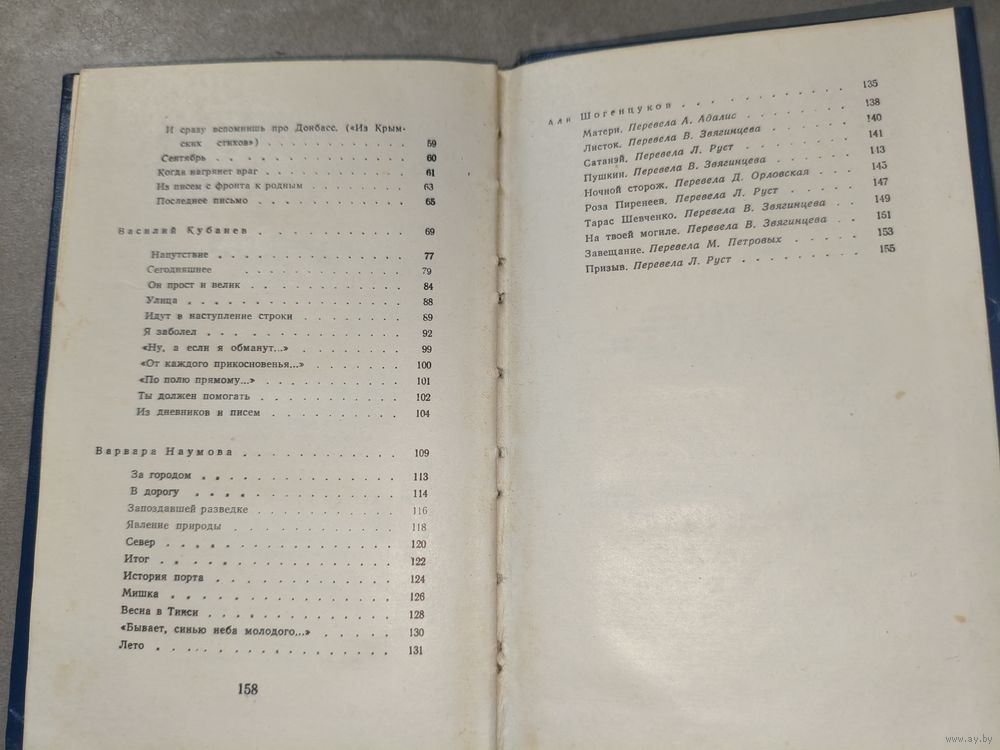 И сразу вспомнишь про Донбасс. («Из Крым-
ских стихов») . . . . . . . . . . 59
Сентябрь . . . . . . . . . . . . . 60
Когда нагрянет враг . . . . . . . . . . 61
Из писем с фронта к родным . . . . . . . 63
Последнее письмо . . . . . . . . . . . 65
Василий Кубанев . . . . . . . . . . . 69
Напутствие . . . . . . . . . . . . 77
Сегодняшнее . . . . . . . . . . . 79
Он прост и велик . . . . . . . . . . 84
Улица . . . . . . . . . . . . . . 88
Идут в наступление строки . . . . . . . 89
Я заболел . . . . . . . . . . . . . 92
«Ну, а если я обманут...» . . . . . . . . 99
«От каждого прикосновенья...» . . . . . . 100
«По полю прямому...» . . . . . . . . . 101
Ты должен помогать . . . . . . . . . . 102
Из дневников и писем . . . . . . . . . 104
Варвара Наумова . . . . . . . . . . . 109
За городом . . . . . . . . . . . . 113
В дорогу . . . . . . . . . . . . 114
Запоздавшей разведке . . . . . . . . . 116
Явление природы . . . . . . . . . . 118
Север . . . . . . . . . . . . . . 120
Итог . . . . . . . . . . . . . . 122
История порта . . . . . . . . . . . 124
Мишка . . . . . . . . . . . . . . 126
Весна в Тикси . . . . . . . . . . . 128
«Бывает, синью неба молодого...» . . . . . 130
Лето . . . . . . . . . . . . . . 131
158
Али Шогенцуков . . . . . . . . . . 135
Матери. Перевела А. Адалис . . . . . . . 138
Листок. Перевела В. Звягинцева . . . . . . 140
Сатанэй. Перевела Л. Руст . . . . . . . 141
Пушкин. Перевела В. Звягинцева . . . . . . 143
Ночной сторож. Перевела Д. Орловская . . . 145
Роза Пиренеев. Перевела Л. Руст . . . . . 147
Тарас Шевченко. Перевела В. Звягинцева . . 149
На твоей могиле. Перевела В. Звягинцева . . 151
Завещание. Перевела М. Петровых . . . . . 153
Призыв. Перевела Л. Руст . . . . . . . . 155
www.ay.by